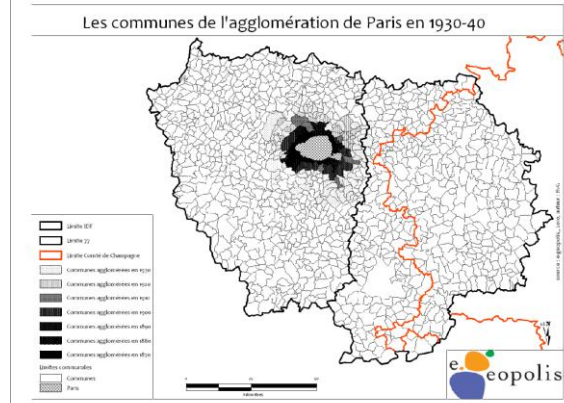 Les communes de l'agglomération de Paris en 1930-40
Limite IDF
Limite 77
Limite Comté de Champagne
Communes agglomérées en 1930
Communes agglomérées en 1920
Communes agglomérées en 1910
Communes agglomérées en 1900
Communes agglomérées en 1890
Communes agglomérées en 1880
Communes agglomérées en 1870
Limites communales
Communes
Paris
kilomètres
e.
eopolis